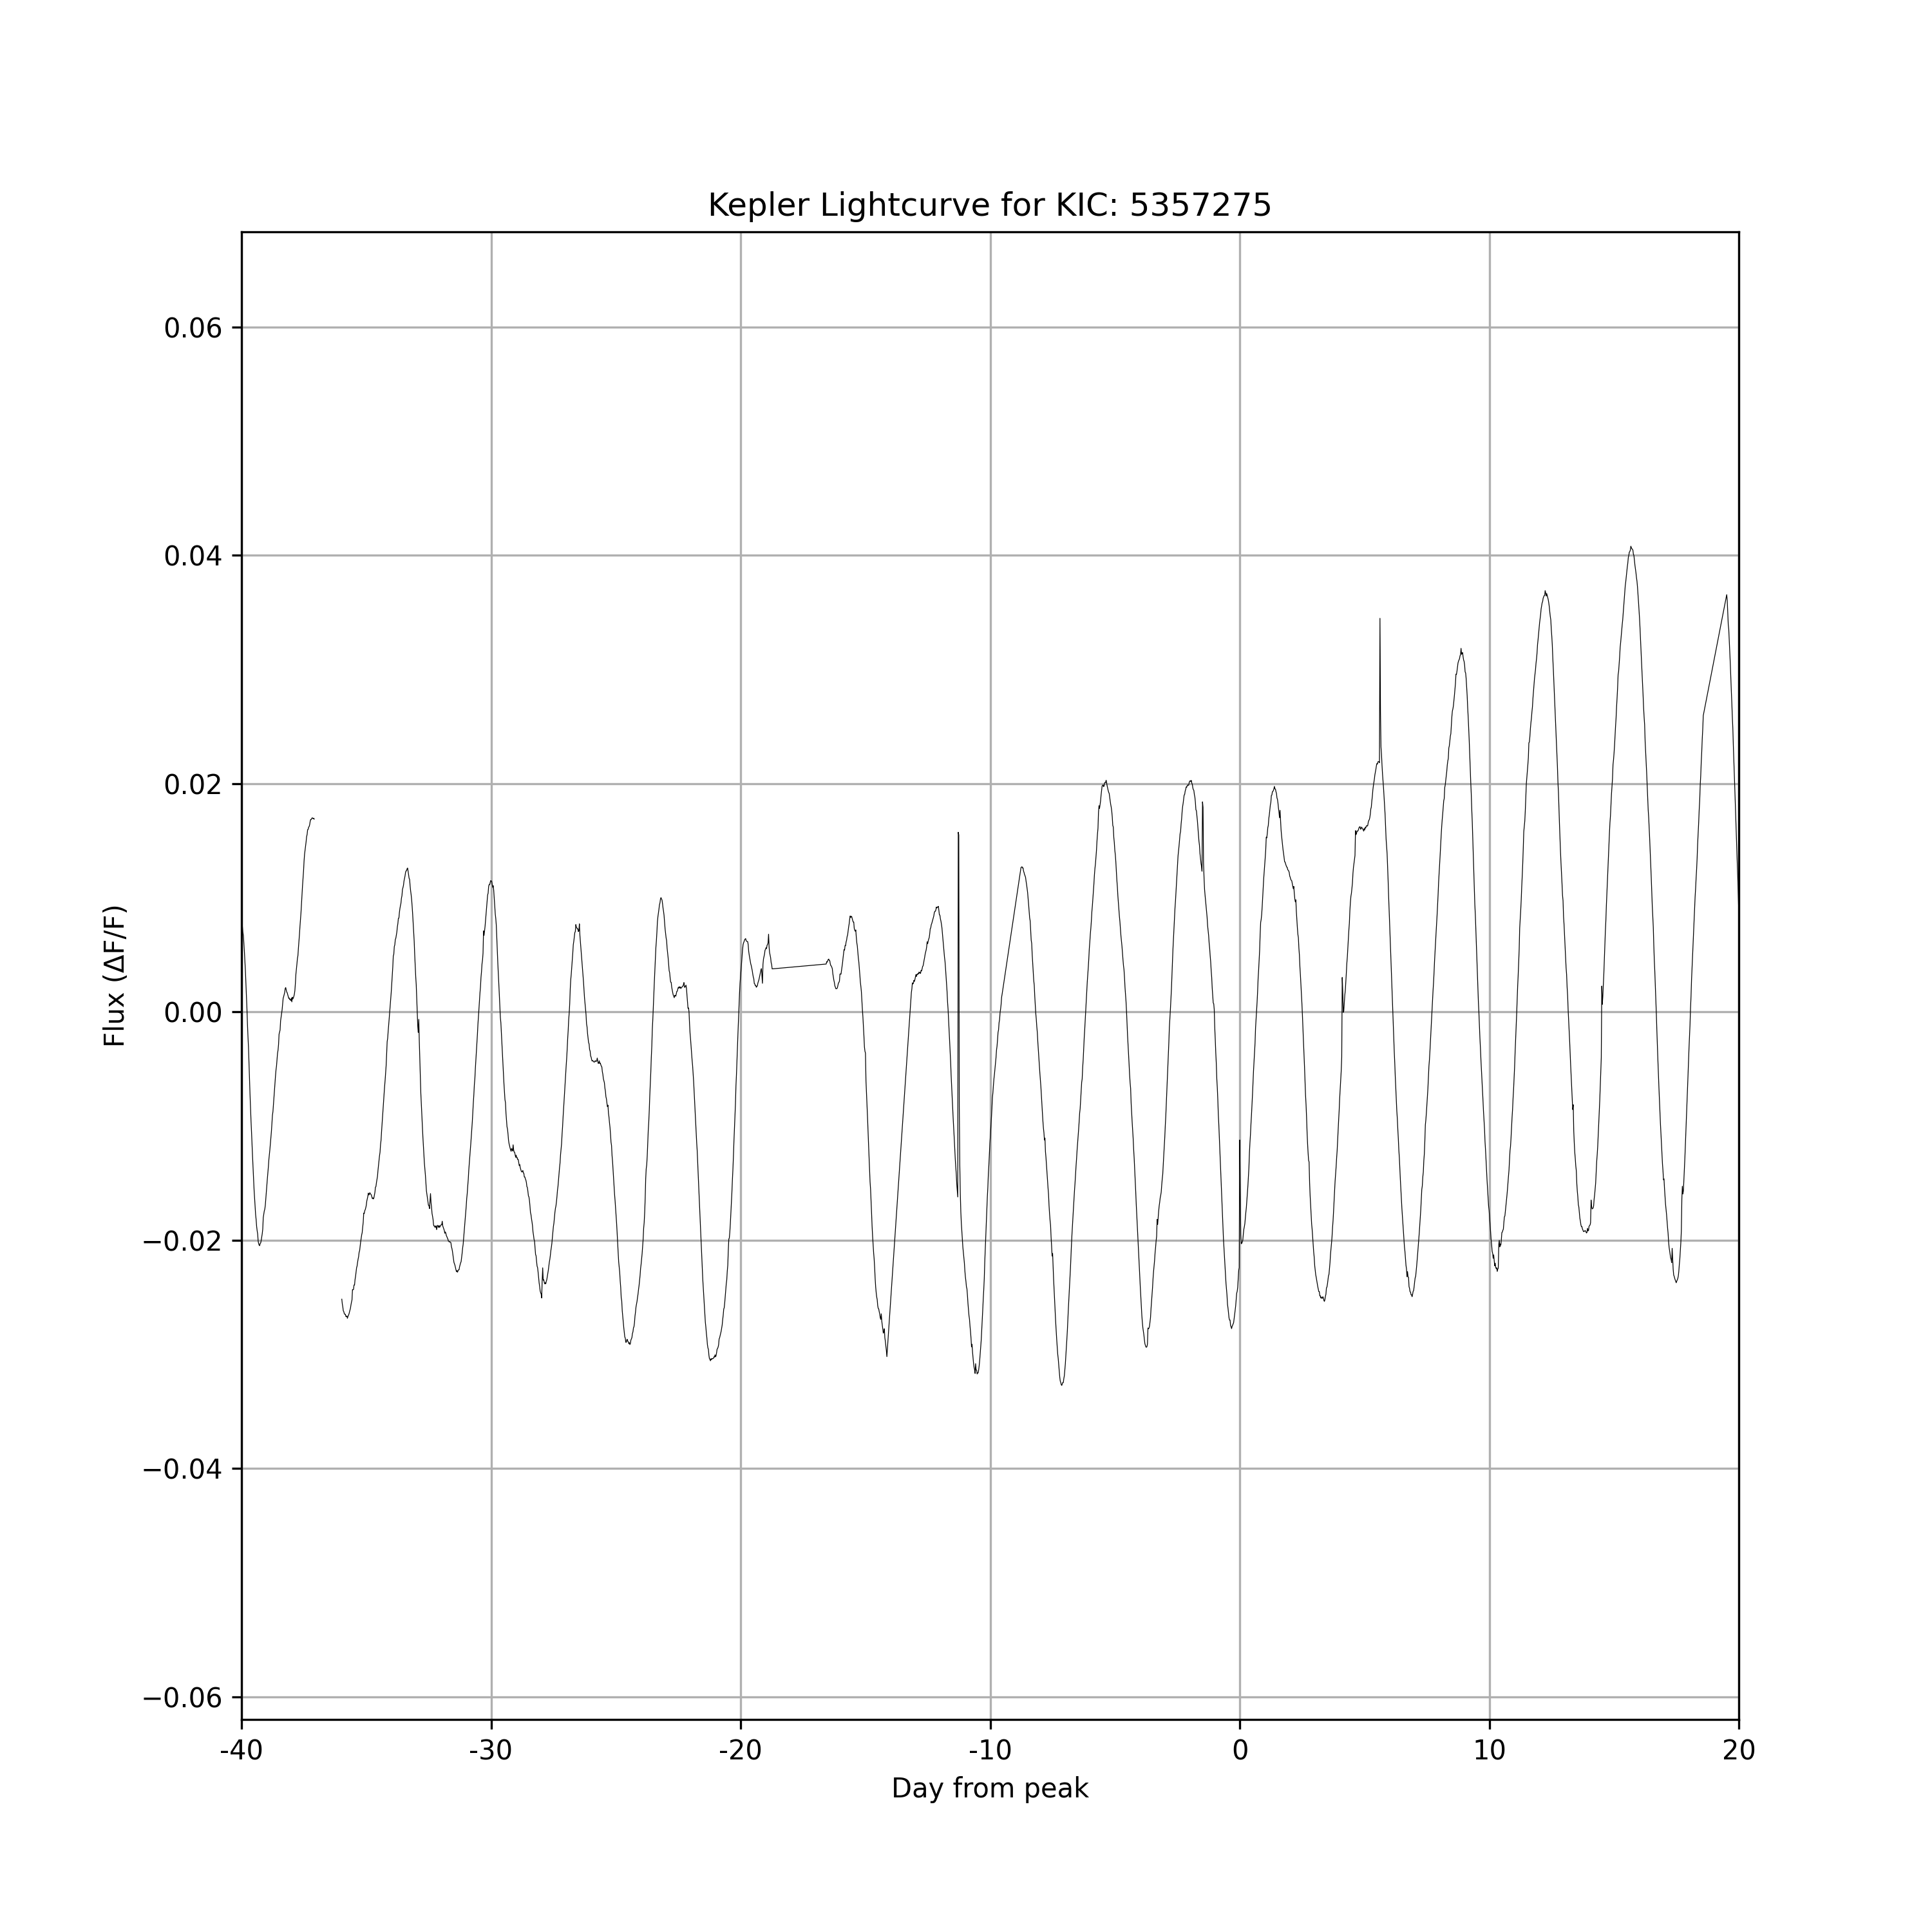 Kepler Lightcurve for KIC: 5357275
0.06
0.04
0.02
0.00
−0.02
−0.04
−0.06
Flux (ΔF/F)
-40 -30 -20 -10 0 10 20
Day from peak